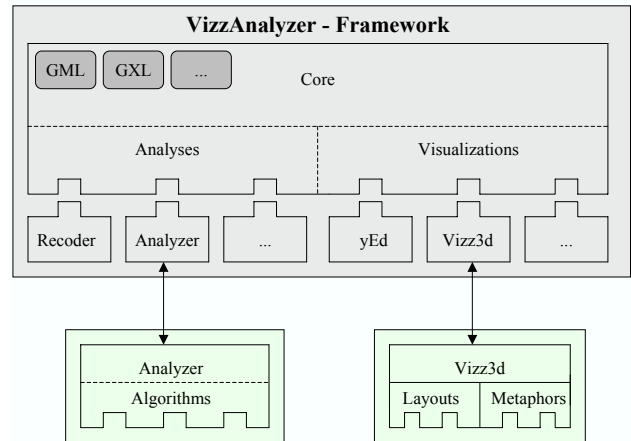 VizzAnalyzer - Framework
GML GXL ...
Core
Analyses Visualizations
Recoder Analyzer ... yEd Vizz3d ...
Analyzer
Algorithms
Vizz3d
Layouts Metaphors